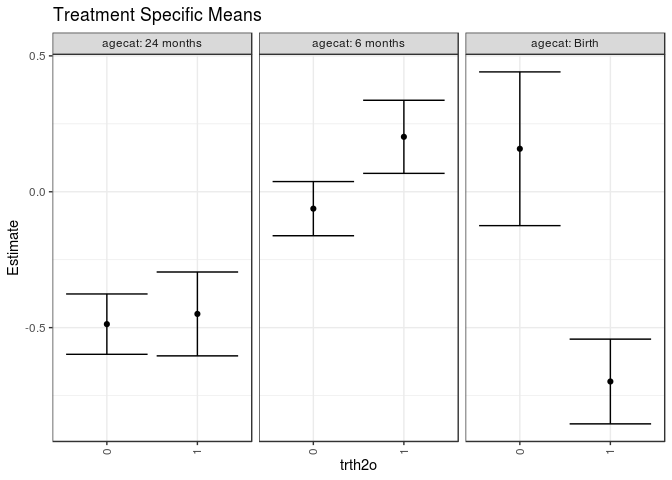 Treatment Specific Means
agecat: 24 months
agecat: 6 months
agecat: Birth
Estimate
0.5
0.0
-0.5
0
1
0
1
0
1
trth2o